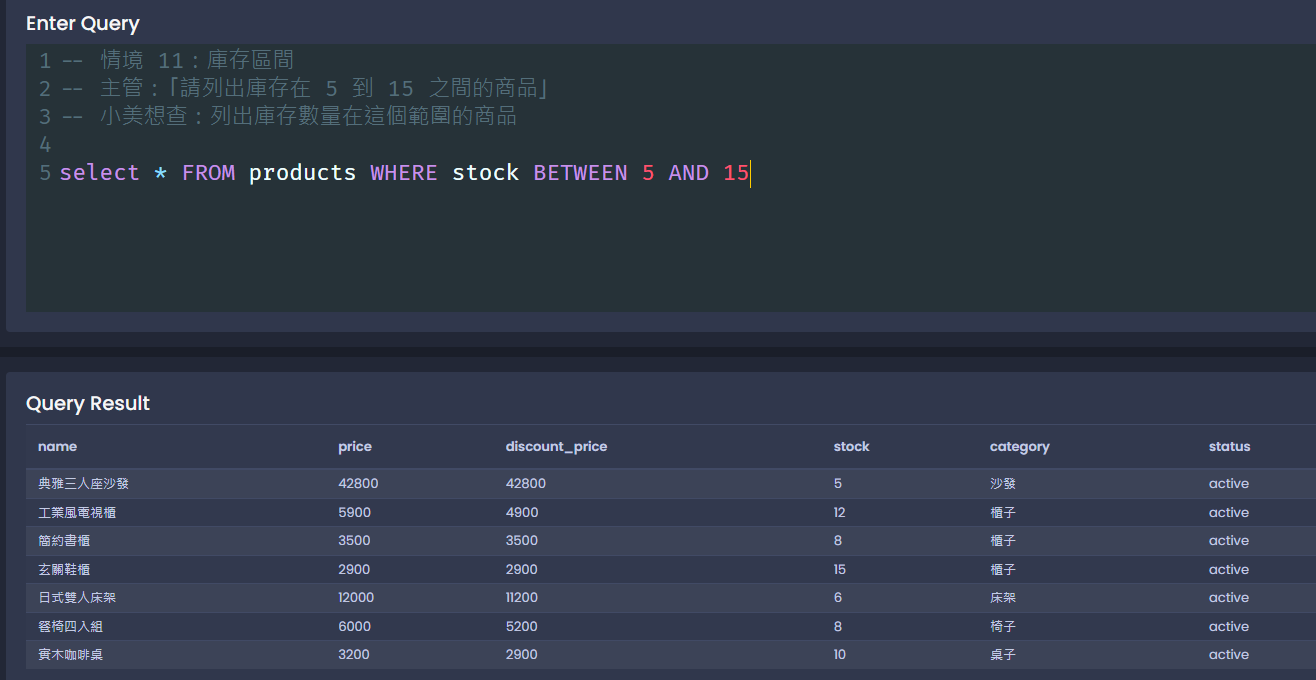 Enter Query
1 -- 情境 11：庫存區間
2 -- 主管：「請列出庫存在 5 到 15 之間的商品」
3 -- 小美想查：列出庫存數量在這個範圍的商品
4
5 select * FROM products WHERE stock BETWEEN 5 AND 15
Query Result
name price discount_price stock category status
典雅三人座沙發 42800 42800 5 沙發 active
工業風電視櫃 5900 4900 12 櫃子 active
簡約書櫃 3500 3500 8 櫃子 active
玄關鞋櫃 2900 2900 15 櫃子 active
日式雙人床架 12000 11200 6 床架 active
餐椅四入組 6000 5200 8 椅子 active
實木咖啡桌 3200 2900 10 桌子 active